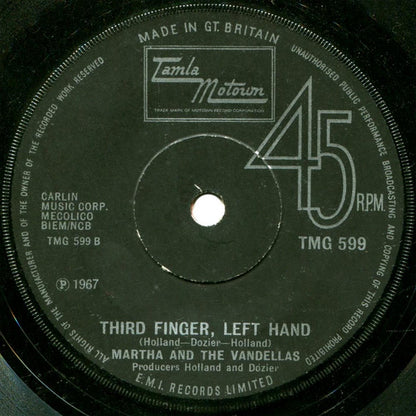 MADE IN GT. BRITAIN
UNAUTHORISED PUBLIC PERFORMANCE BROADCASTING AND COPYING OF THIS RECORD PROHIBITED
ALL RIGHTS OF THE MANUFACTURER AND OF THE OWNER OF THE RECORDED WORK RESERVED
Tamla
Motown
TRADE MARK OF MOTOWN RECORD CORPORATION
45
R.P.M.
CARLIN
MUSIC CORP.
MECOLICO
BIEM/NCB
TMG 599 B
TMG 599
Ⓟ 1967
THIRD FINGER, LEFT HAND
(Holland—Dozier—Holland)
MARTHA AND THE VANDELLAS
Producers Holland and Dozier
E.M.I. RECORDS LIMITED